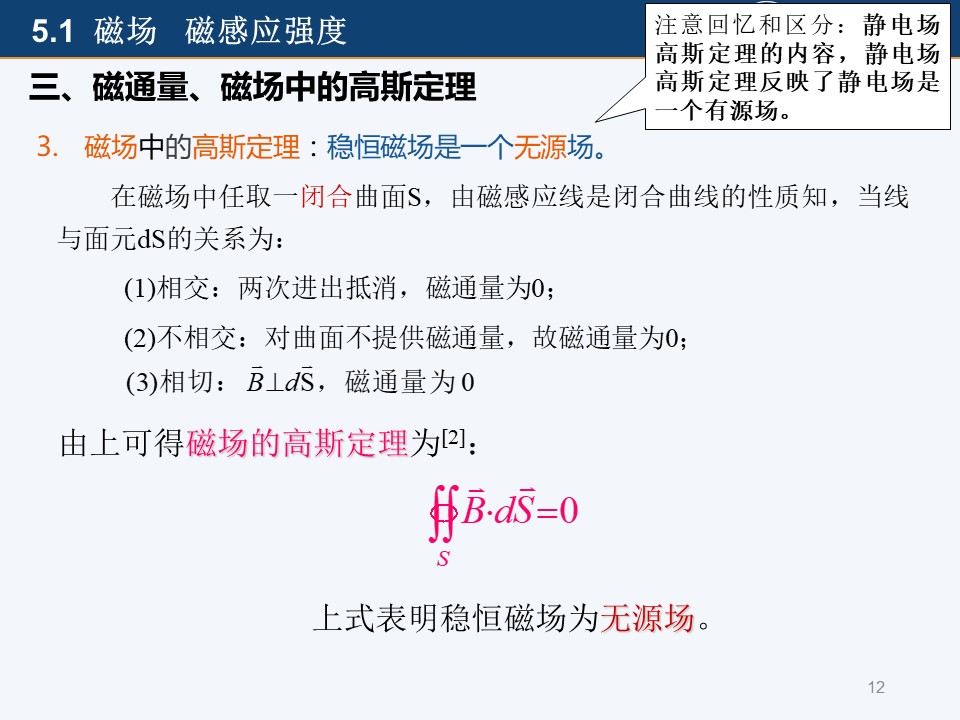 5.1 磁场 磁感应强度
注意回忆和区分：静电场
高斯定理的内容，静电场
高斯定理反映了静电场是
一个有源场。
三、磁通量、磁场中的高斯定理
3. 磁场中的高斯定理：稳恒磁场是一个无源场。
在磁场中任取一闭合曲面S，由磁感应线是闭合曲线的性质知，当线
与面元dS的关系为：
(1)相交：两次进出抵消，磁通量为0；
(2)不相交：对曲面不提供磁通量，故磁通量为0；
(3)相切： B⃗⊥dS⃗，磁通量为 0
由上可得磁场的高斯定理为[2]：
∯ B⃗·dS⃗=0
S
上式表明稳恒磁场为无源场。
12